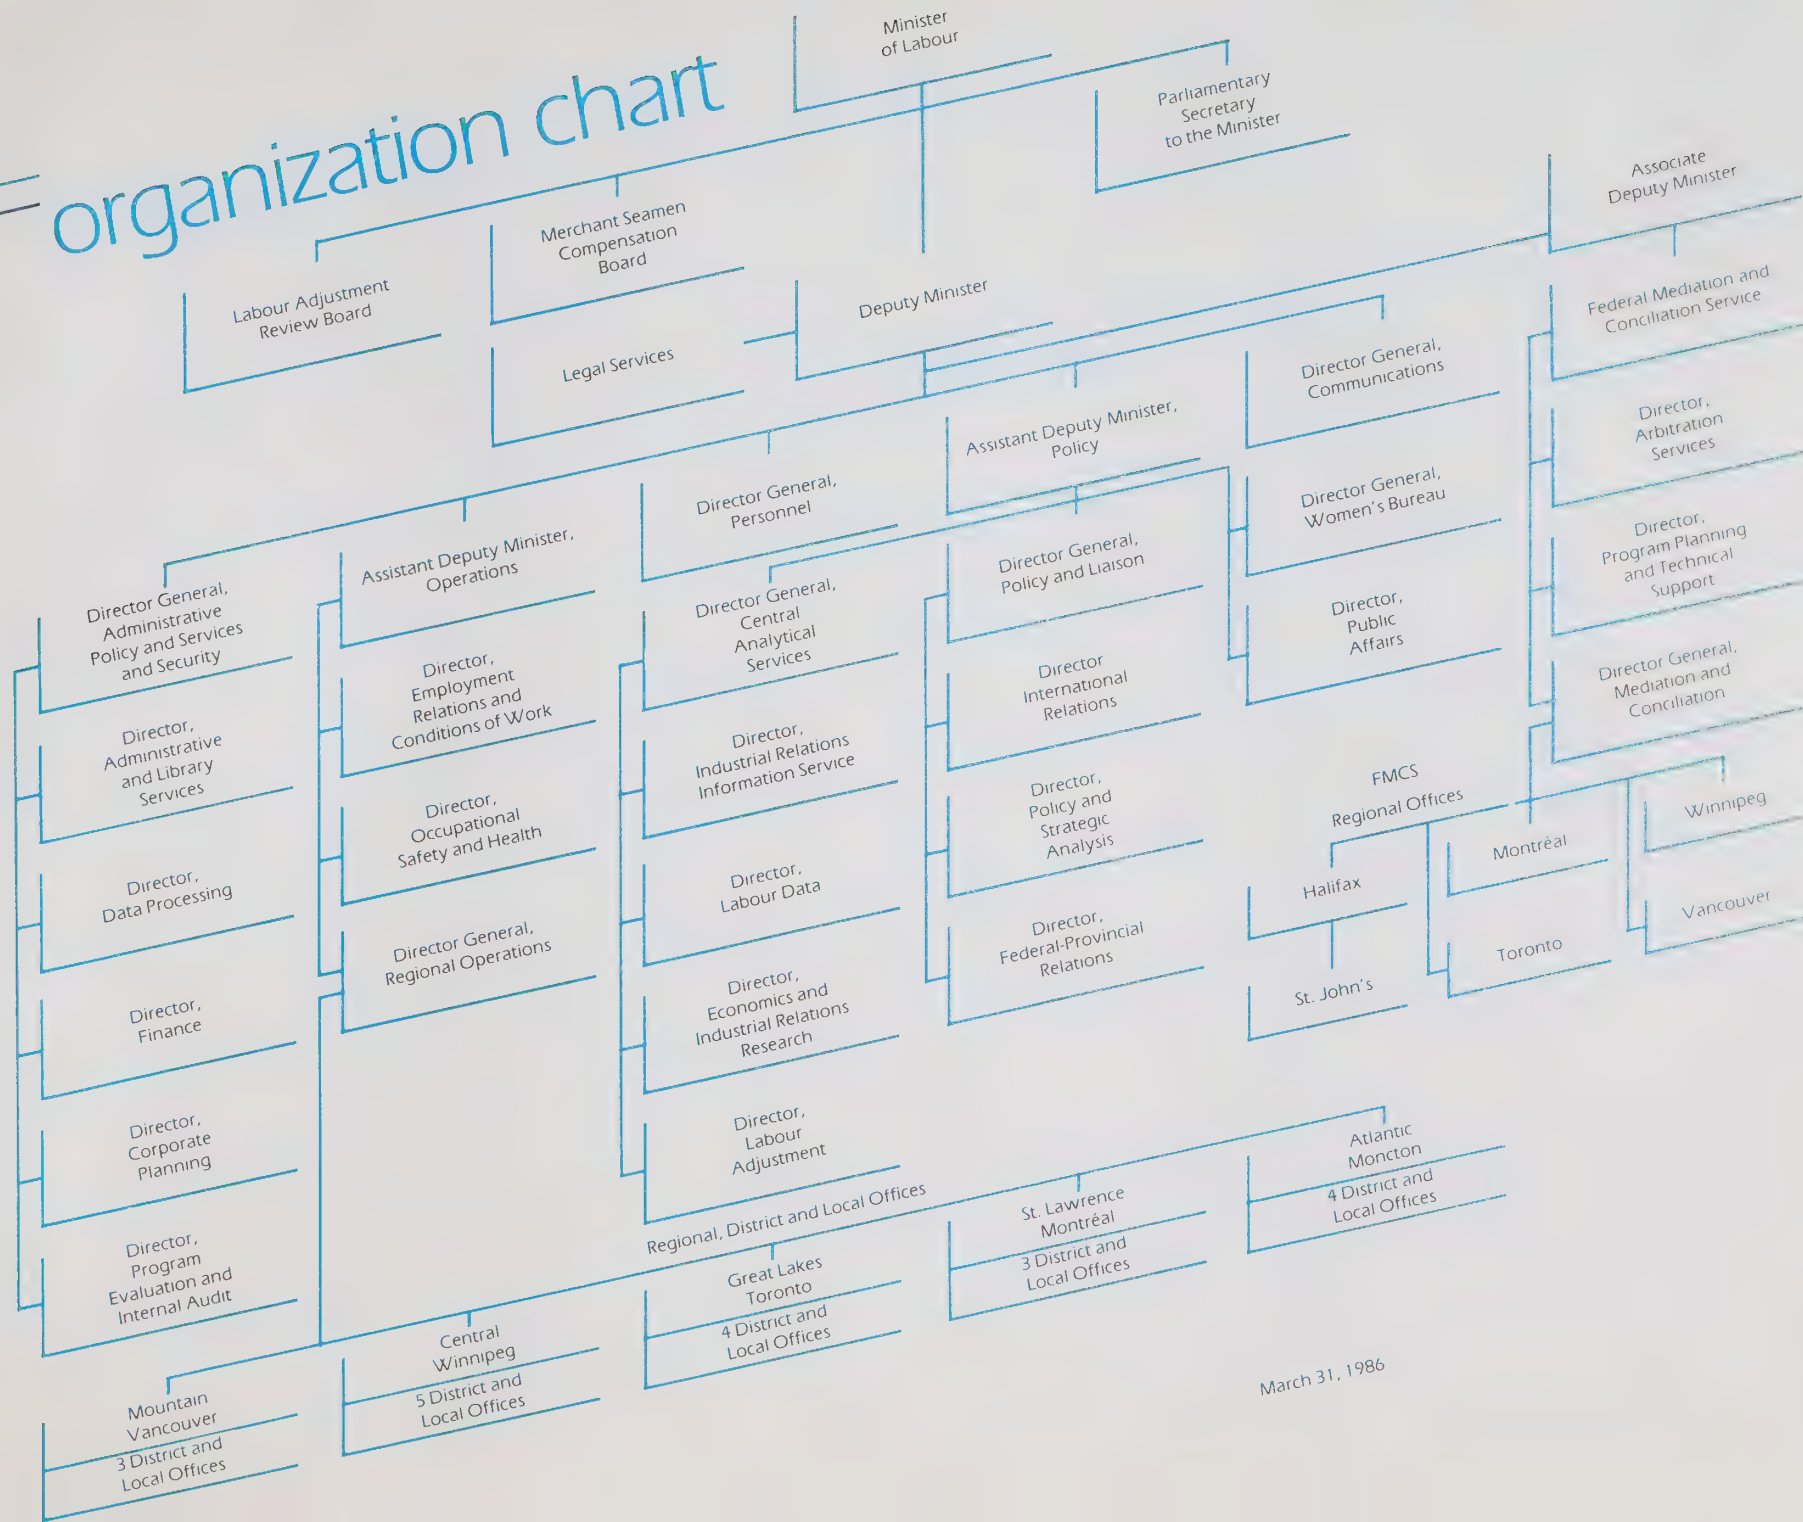 organization chart
Minister
of Labour
Parliamentary
Secretary
to the Minister
Labour Adjustment
Review Board
Merchant Seamen
Compensation
Board
Legal Services
Deputy Minister
Associate
Deputy Minister
Director General,
Administrative
Policy and Services
and Security
Director,
Administrative
and Library
Services
Director,
Data Processing
Director,
Finance
Director,
Corporate
Planning
Director,
Program
Evaluation and
Internal Audit
Assistant Deputy Minister,
Operations
Director,
Employment
Relations and
Conditions of Work
Director,
Occupational
Safety and Health
Director General,
Regional Operations
Director General,
Personnel
Assistant Deputy Minister,
Policy
Director General,
Central
Analytical
Services
Director,
Industrial Relations
Information Service
Director,
Labour Data
Director,
Economics and
Industrial Relations
Research
Director,
Labour
Adjustment
Director General,
Policy and Liaison
Director
International
Relations
Director,
Policy and
Strategic
Analysis
Director,
Federal-Provincial
Relations
Director General,
Communications
Director General,
Women's Bureau
Director,
Public
Affairs
Federal Mediation and
Conciliation Service
Director,
Arbitration
Services
Director,
Program Planning
and Technical
Support
Director General,
Mediation and
Conciliation
FMCS
Regional Offices
Halifax
St. John's
Montréal
Toronto
Winnipeg
Vancouver
Regional, District and Local Offices
Mountain
Vancouver
3 District and
Local Offices
Central
Winnipeg
5 District and
Local Offices
Great Lakes
Toronto
4 District and
Local Offices
St. Lawrence
Montréal
3 District and
Local Offices
Atlantic
Moncton
4 District and
Local Offices
March 31, 1986